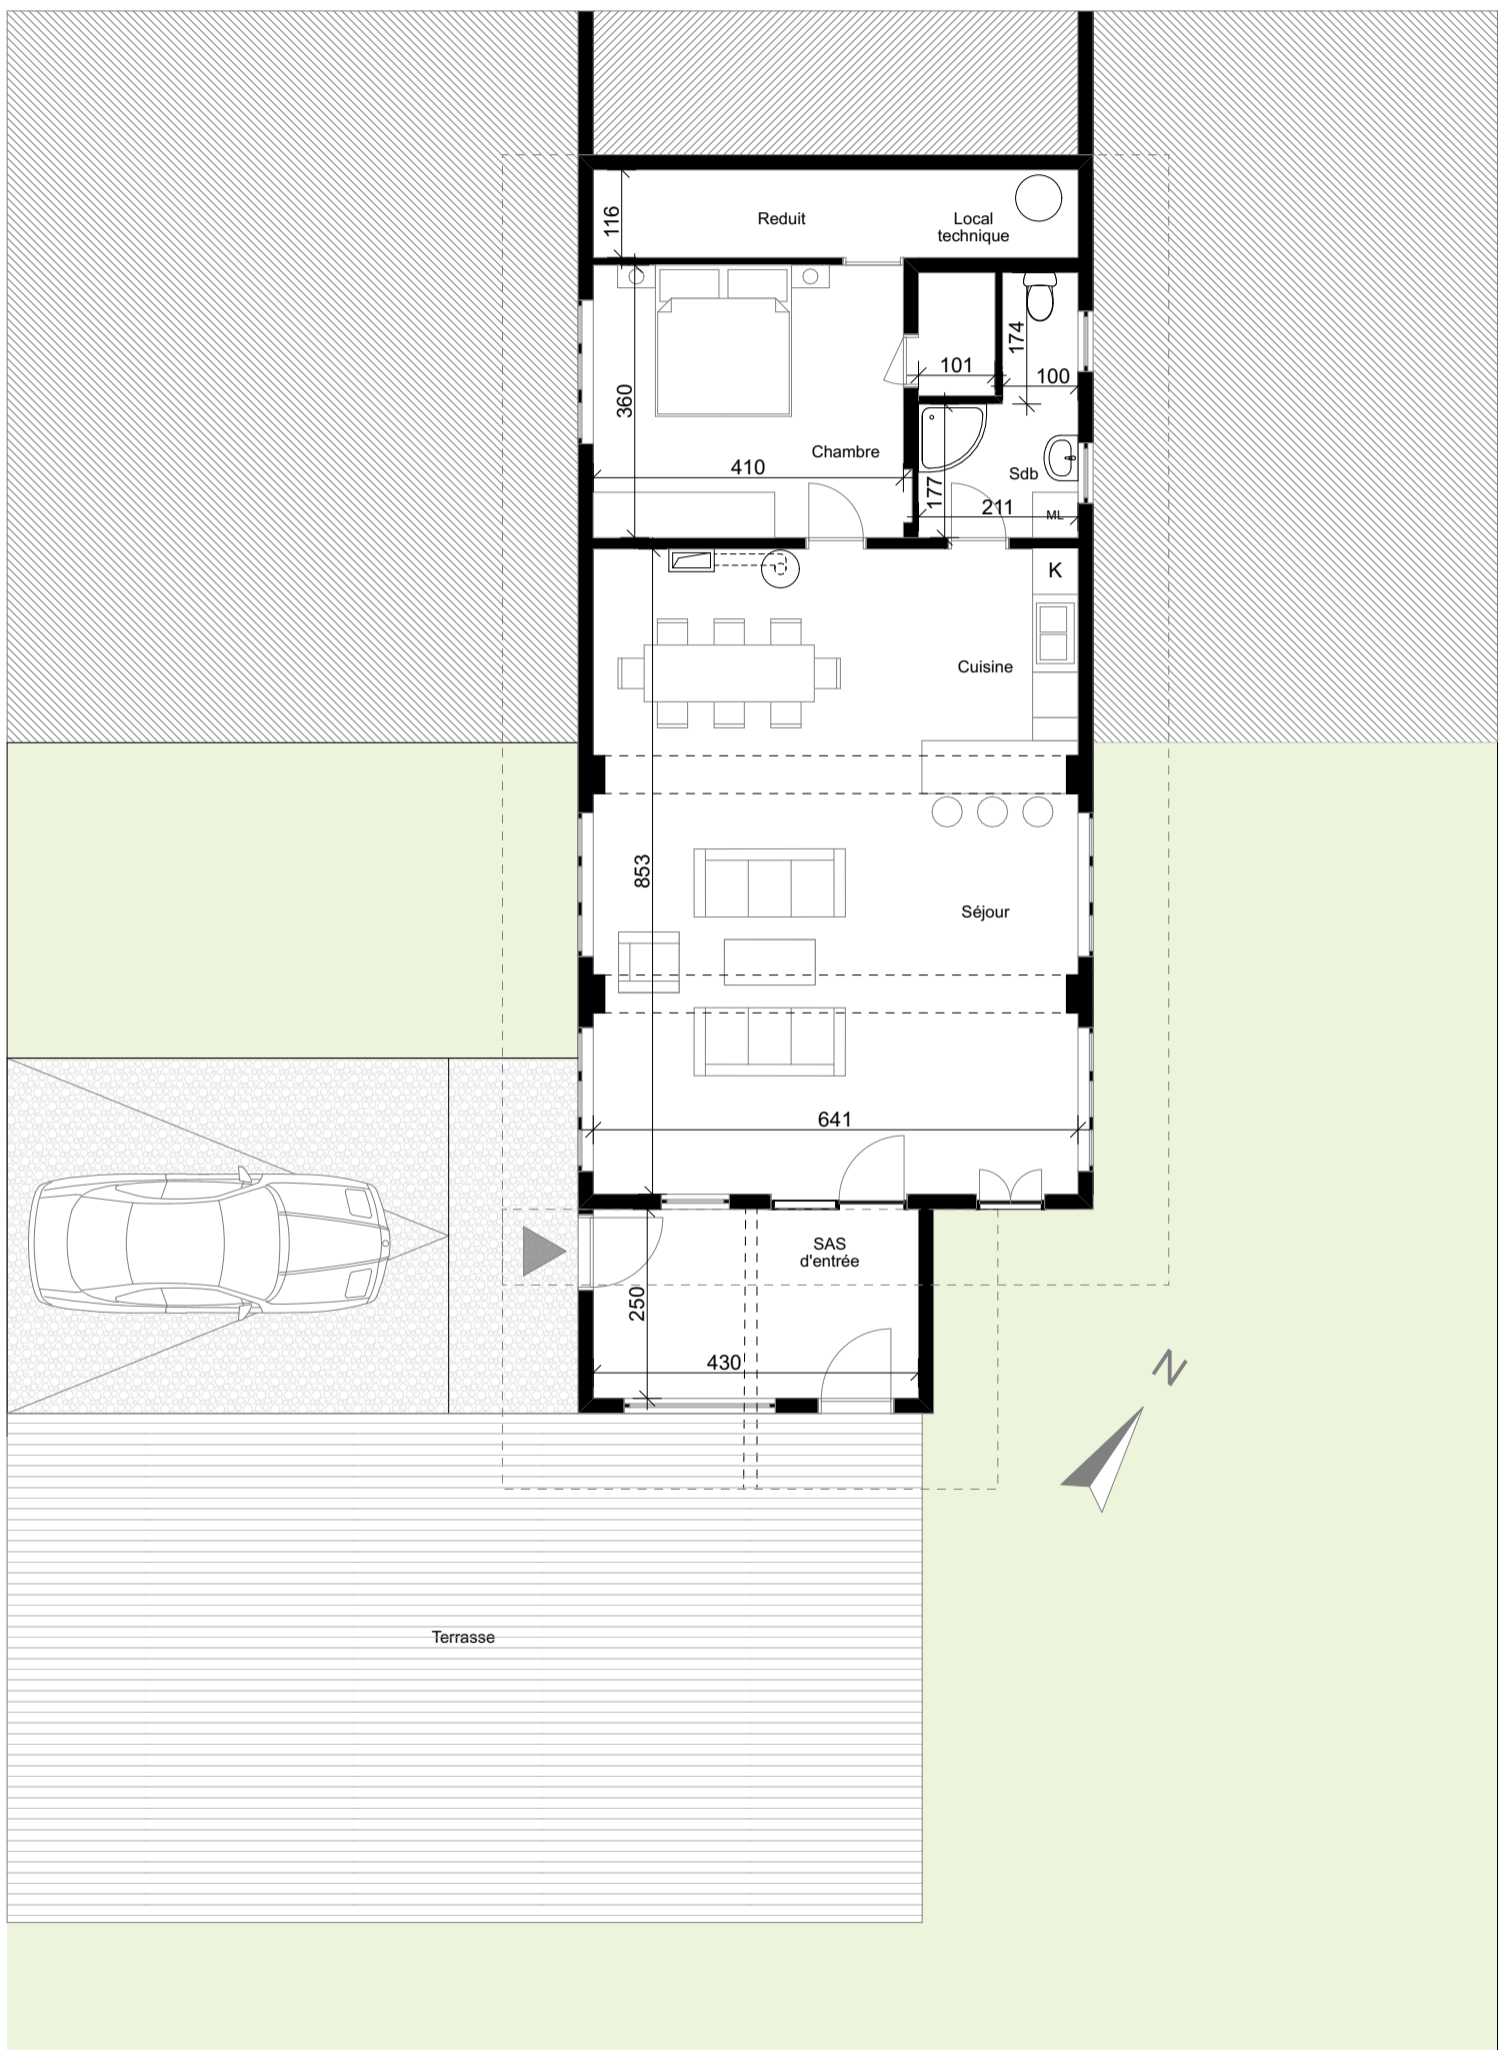 116
Reduit
Local
technique
174
101
100
360
Chambre
410
Sdb
177
211
ML
K
Cuisine
853
Séjour
641
SAS
d'entrée
250
430
N
Terrasse